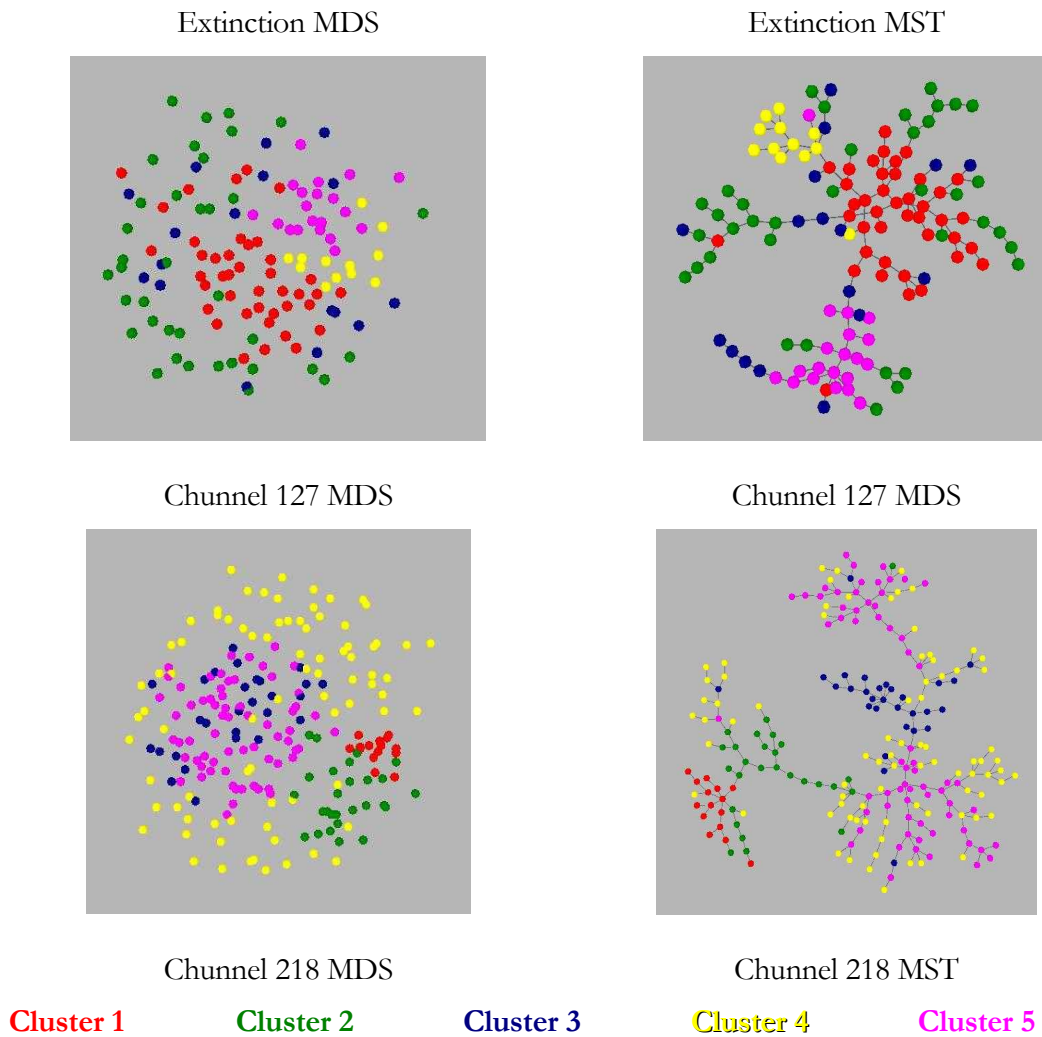 Extinction MDS Extinction MST
Chunnel 127 MDS Chunnel 127 MDS
Chunnel 218 MDS Chunnel 218 MST
Cluster 1 Cluster 2 Cluster 3 Cluster 4 Cluster 5